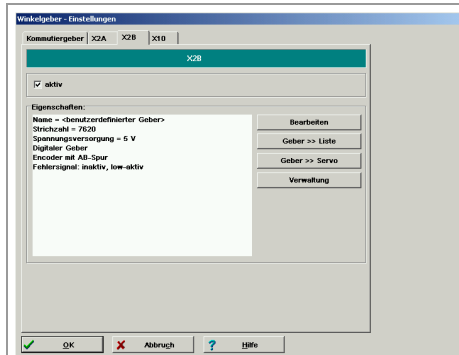 Winkelgeber - Einstellungen
Kommutiergeber X2A X2B X10
X2B
aktiv
Eigenschaften:
Name = <benutzerdefinierter Geber>
Strichzahl = 7620
Spannungsversorgung = 5 V
Digitaler Geber
Encoder mit AB-Spur
Fehlersignal: inaktiv, low-aktiv
Bearbeiten
Geber >> Liste
Geber >> Servo
Verwaltung
OK Abbruch Hilfe